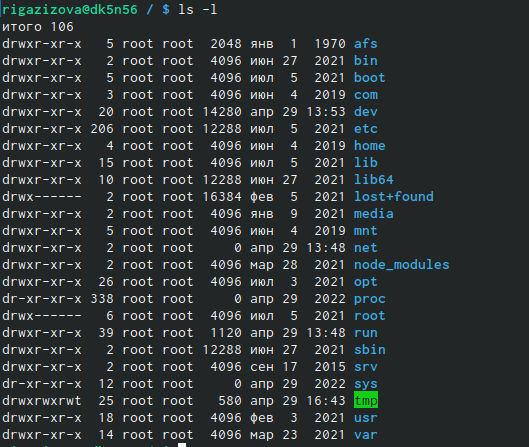 rigazizova@dk5n56 / $ ls -l
итого 106
drwxr-xr-x   5 root root  2048 янв  1  1970 afs
drwxr-xr-x   2 root root  4096 июн 27  2021 bin
drwxr-xr-x   5 root root  4096 июл  5  2021 boot
drwxr-xr-x   3 root root  4096 июн  4  2019 com
drwxr-xr-x  20 root root 14280 апр 29 13:53 dev
drwxr-xr-x 206 root root 12288 июл  5  2021 etc
drwxr-xr-x   4 root root  4096 июн  4  2019 home
drwxr-xr-x  15 root root  4096 июл  5  2021 lib
drwxr-xr-x  10 root root 12288 июн 27  2021 lib64
drwx------   2 root root 16384 фев  5  2021 lost+found
drwxr-xr-x   2 root root  4096 янв  9  2021 media
drwxr-xr-x   5 root root  4096 июн  4  2019 mnt
drwxr-xr-x   2 root root     0 апр 29 13:48 net
drwxr-xr-x   2 root root  4096 мар 28  2021 node_modules
drwxr-xr-x  26 root root  4096 июл  3  2021 opt
dr-xr-xr-x 338 root root     0 апр 29  2022 proc
drwx------   6 root root  4096 июл  5  2021 root
drwxr-xr-x  39 root root  1120 апр 29 13:48 run
drwxr-xr-x   2 root root 12288 июн 27  2021 sbin
drwxr-xr-x   2 root root  4096 сен 17  2015 srv
dr-xr-xr-x  12 root root     0 апр 29  2022 sys
drwxrwxrwt  25 root root   580 апр 29 16:43 tmp
drwxr-xr-x  18 root root  4096 фев  3  2021 usr
drwxr-xr-x  14 root root  4096 мар 23  2021 var